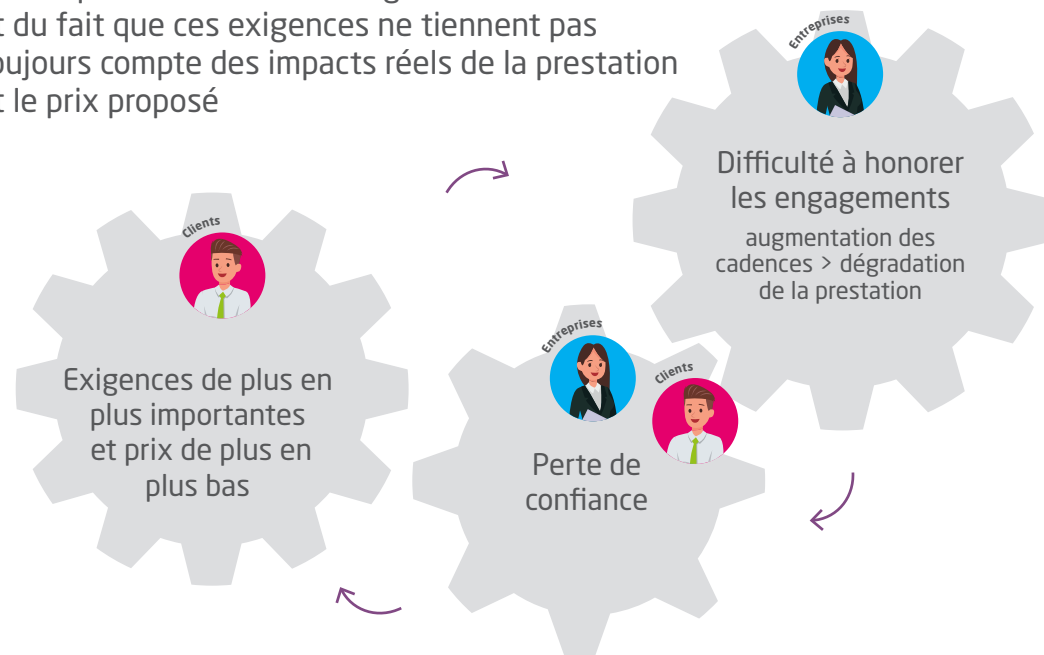 du fait que ces exigences ne tiennent pas
compte des impacts réels de la prestation
le prix proposé
Entreprises
Difficulté à honorer
les engagements
augmentation des
cadences > dégradation
de la prestation
Clients
Exigences de plus en
plus importantes
et prix de plus en
plus bas
Entreprises
Clients
Perte de
confiance